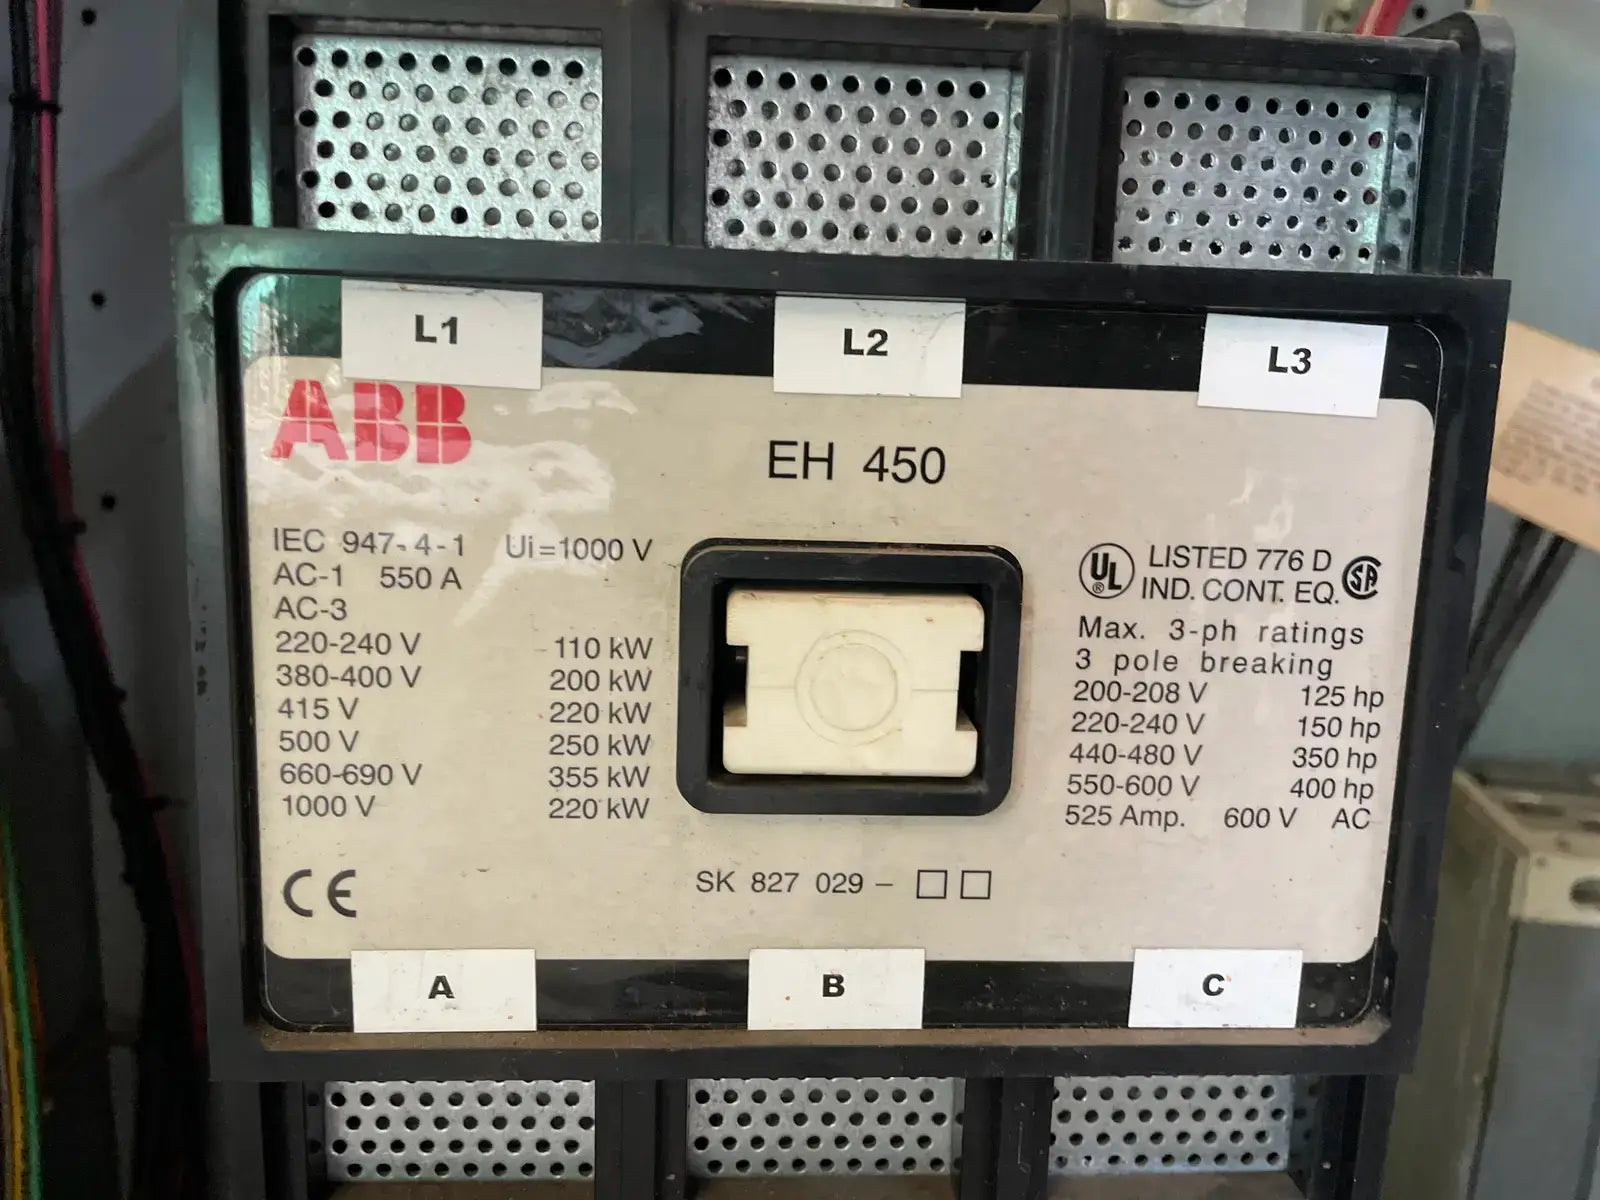 L1
L2
L3
ABB
EH 450
IEC 947-4-1 Ui=1000 V
AC-1 550 A
AC-3
220-240 V 110 kW
380-400 V 200 kW
415 V 220 kW
500 V 250 kW
660-690 V 355 kW
1000 V 220 kW
CE
UL ® LISTED 776 D
IND. CONT. EQ. SA
Max. 3-ph ratings
3 pole breaking
200-208 V 125 hp
220-240 V 150 hp
440-480 V 350 hp
550-600 V 400 hp
525 Amp. 600 V AC
SK 827 029 – □□
A
B
C